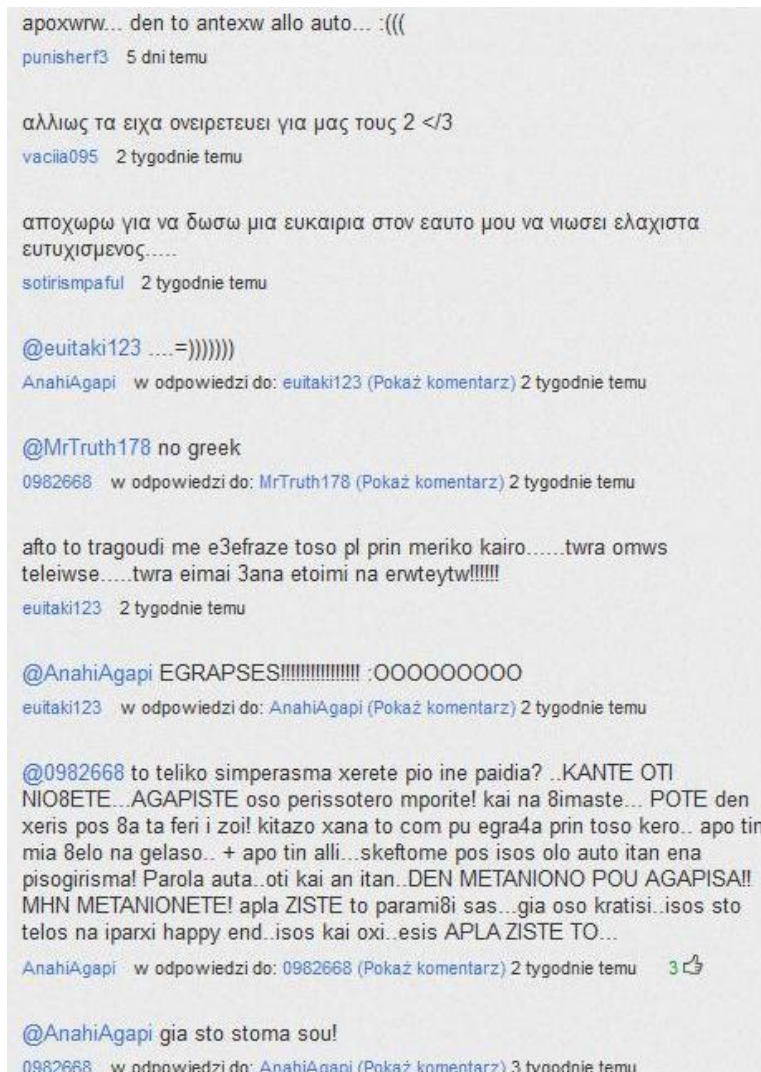 apoxwrw... den to antexw allo auto... :(((
punisherf3 5 dni temu
αλλιως τα ειχα ονειρετευει για μας τους 2 </3
vaciia095 2 tygodnie temu
αποχωρω για να δωσω μια ευκαιρια στον εαυτο μου να νιωσει ελαχιστα
ευτυχισμενος.....
sotirismpaful 2 tygodnie temu
@euitaki123 ....=)))))))
AnahiAgapi w odpowiedzi do: euitaki123 (Pokaż komentarz) 2 tygodnie temu
@MrTruth178 no greek
0982668 w odpowiedzi do: MrTruth178 (Pokaż komentarz) 2 tygodnie temu
afto to tragoudi me e3efraze toso pl prin meriko kairo......twra omws
teleiwse.....twra eimai 3ana etoimi na erwteytw!!!!!!
euitaki123 2 tygodnie temu
@AnahiAgapi EGRAPSES!!!!!!!!!!!!!!!! :OOOOOOOOO
euitaki123 w odpowiedzi do: AnahiAgapi (Pokaż komentarz) 2 tygodnie temu
@0982668 to teliko simperasma xerete pio ine paidia? ..KANTE OTI
NIO8ETE...AGAPISTE oso perissotero mporite! kai na 8imaste... POTE den
xeris pos 8a ta feri i zoi! kitazo xana to com pu egra4a prin toso kero.. apo tin
mia 8elo na gelaso.. + apo tin alli...skeftome pos isos olo auto itan ena
pisogirisma! Parola auta..oti kai an itan..DEN METANIONO POU AGAPISA!!
MHN METANIONETE! apla ZISTE to parami8i sas...gia oso kratisi..isos sto
telos na iparxi happy end..isos kai oxi..esis APLA ZISTE TO...
AnahiAgapi w odpowiedzi do: 0982668 (Pokaż komentarz) 2 tygodnie temu 3
@AnahiAgapi gia sto stoma sou!
0982668 w odpowiedzi do: AnahiAgapi (Pokaż komentarz) 3 tygodnie temu